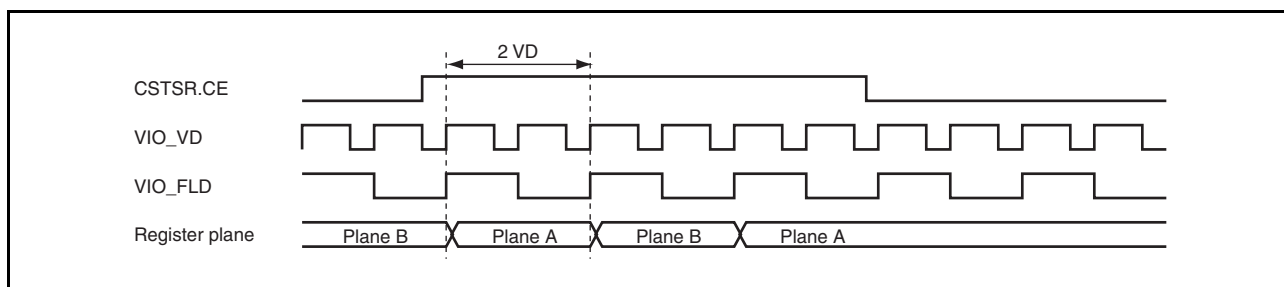 2 VD
CSTSR.CE
VIO_VD
VIO_FLD
Register plane
Plane B
Plane A
Plane B
Plane A